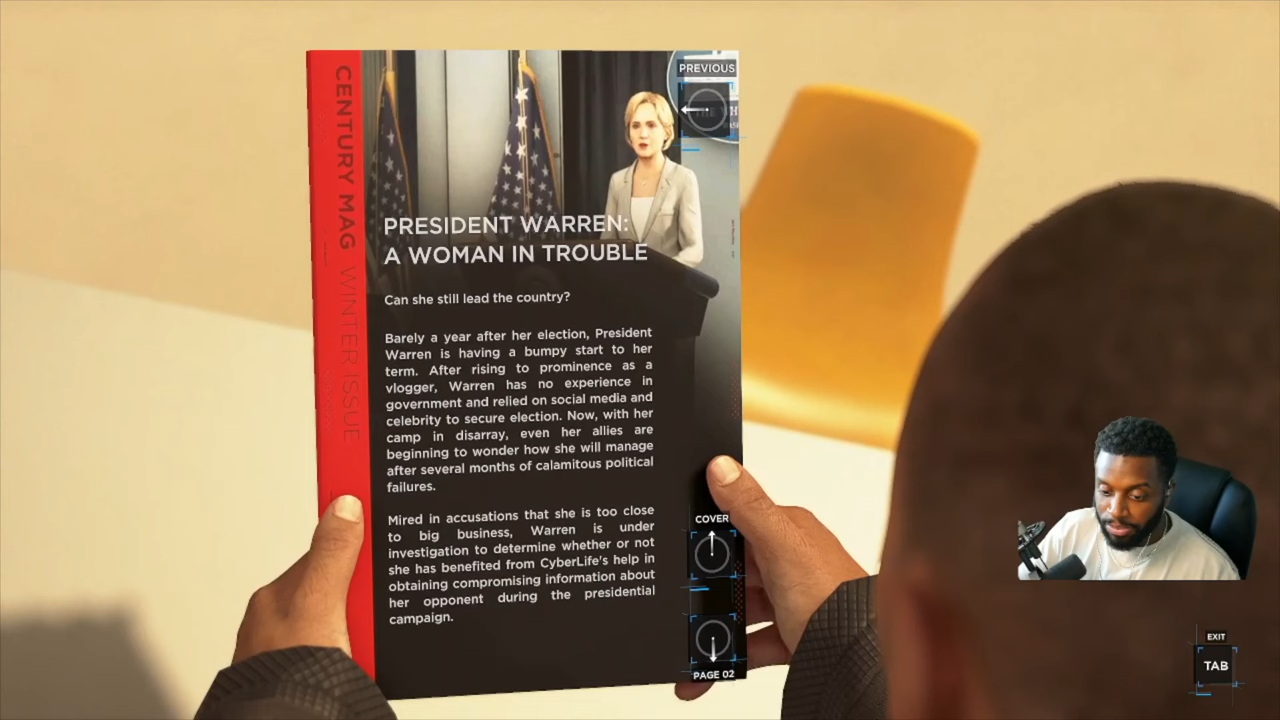 CENTURY MAG WINTER ISSUE
PREVIOUS
PRESIDENT WARREN:
A WOMAN IN TROUBLE
Can she still lead the country?
Barely a year after her election, President
Warren is having a bumpy start to her
term. After rising to prominence as a
vlogger, Warren has no experience in
government and relied on social media and
celebrity to secure election. Now, with her
camp in disarray, even her allies are
beginning to wonder how she will manage
after several months of calamitous political
failures.
Mired in accusations that she is too close
to big business, Warren is under
investigation to determine whether or not
she has benefited from CyberLife's help in
obtaining compromising information about
her opponent during the presidential
campaign.
COVER
PAGE 02
EXIT
TAB